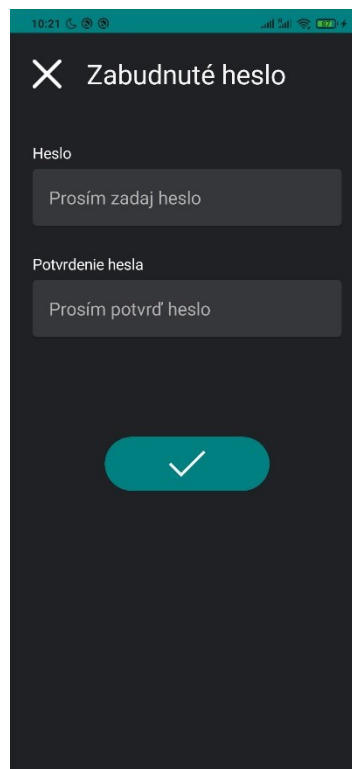 10:21
Zabudnuté heslo
Heslo
Prosím zadaj heslo
Potvrdenie hesla
Prosím potvrď heslo